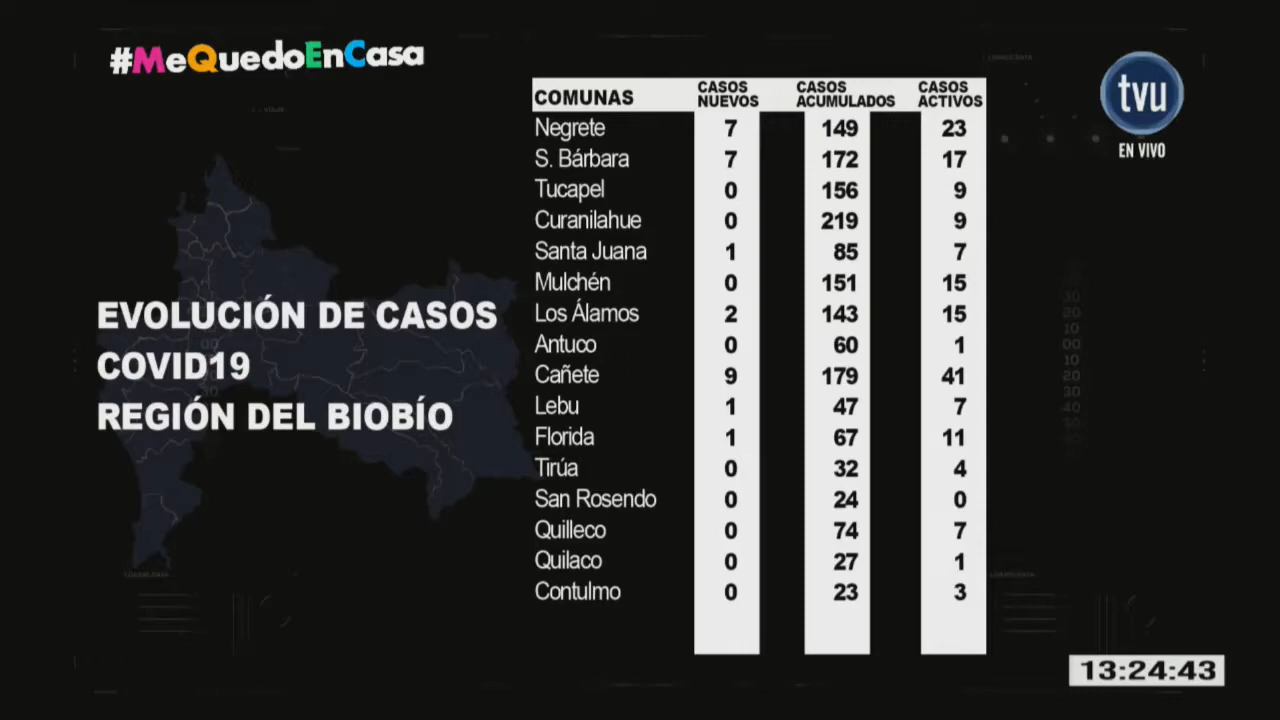 #MeQuedoEnCasa
tvu
EN VIVO
EVOLUCIÓN DE CASOS
COVID19
REGIÓN DEL BIOBÍO
COMUNAS CASOS NUEVOS CASOS ACUMULADOS CASOS ACTIVOS
Negrete 7 149 23
S. Bárbara 7 172 17
Tucapel 0 156 9
Curanilahue 0 219 9
Santa Juana 1 85 7
Mulchén 0 151 15
Los Álamos 2 143 15
Antuco 0 60 1
Cañete 9 179 41
Lebu 1 47 7
Florida 1 67 11
Tirúa 0 32 4
San Rosendo 0 24 0
Quilleco 0 74 7
Quilaco 0 27 1
Contulmo 0 23 3
13:24:43